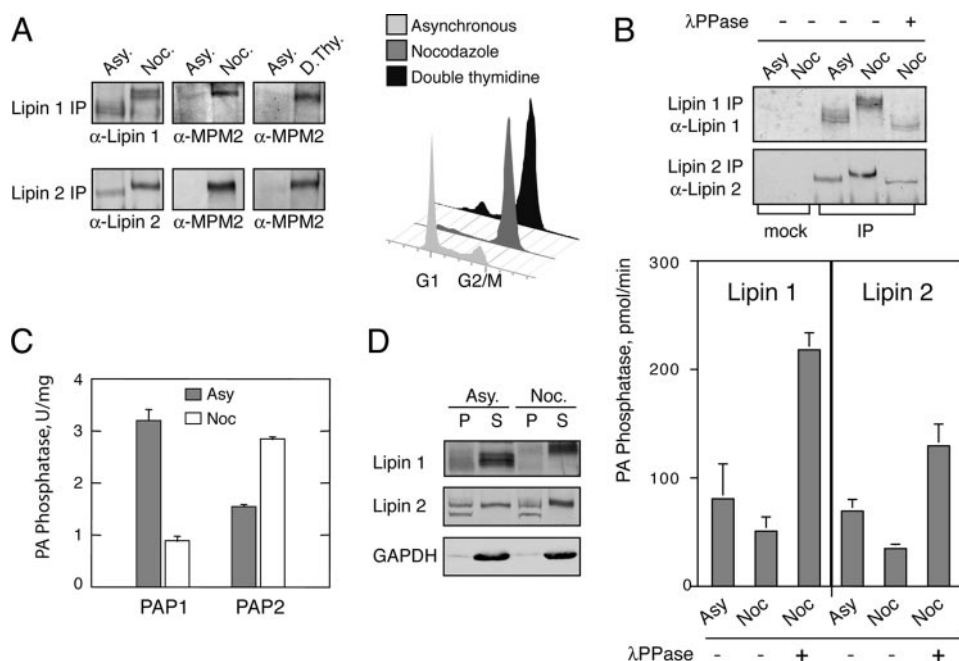 A
Asy. Noc. Asy. Noc. Asy. D.Thy.
Lipin 1 IP
α-Lipin 1 α-MPM2 α-MPM2
Lipin 2 IP
α-Lipin 2 α-MPM2 α-MPM2
Asynchronous
Nocodazole
Double thymidine
G1 G2/M
B
λPPase - - - - +
Asy Noc Asy Noc Noc
Lipin 1 IP
α-Lipin 1
Lipin 2 IP
α-Lipin 2
mock IP
PA Phosphatase, pmol/min
300
200
100
0
Lipin 1 Lipin 2
Asy Noc Noc Asy Noc Noc
λPPase - - + - - +
C
PA Phosphatase, U/mg
4
3
2
1
0
Asy
Noc
PAP1 PAP2
D
Asy. Noc.
P S P S
Lipin 1
Lipin 2
GAPDH